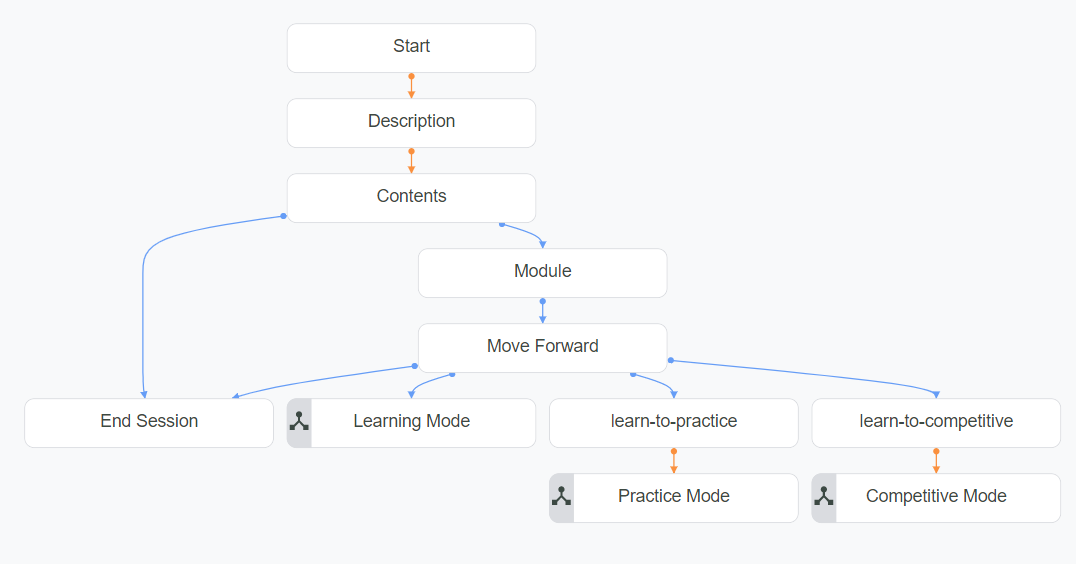 Start
Description
Contents
Module
Move Forward
End Session
Learning Mode
learn-to-practice
learn-to-competitive
Practice Mode
Competitive Mode